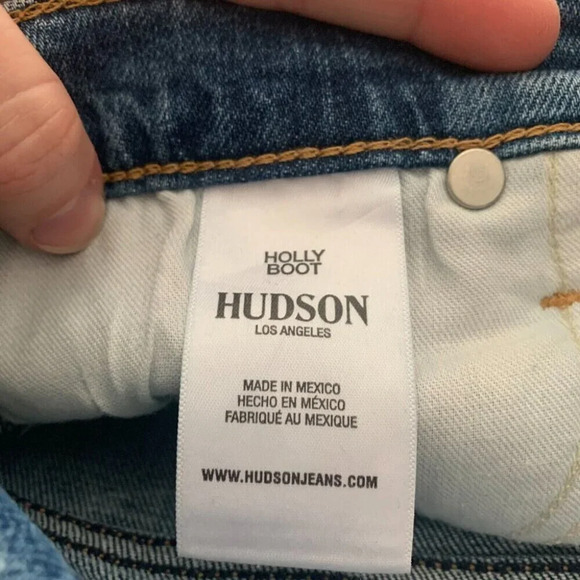 HOLLY
BOOT
HUDSON
LOS ANGELES
MADE IN MEXICO
HECHO EN MÉXICO
FABRIQUÉ AU MEXIQUE
WWW.HUDSONJEANS.COM